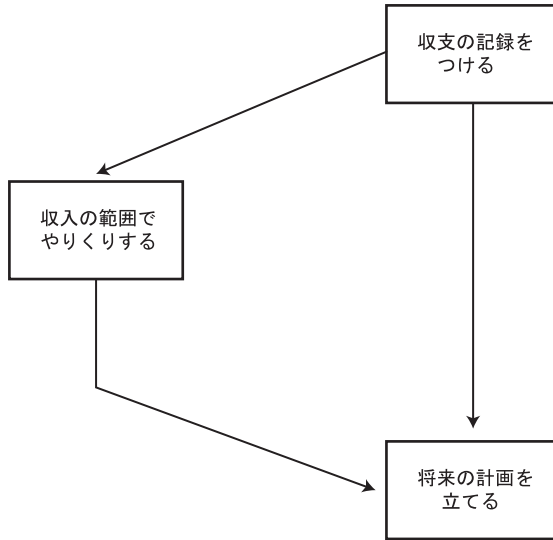 収支の記録を
つける
収入の範囲で
やりくりする
将来の計画を
立てる